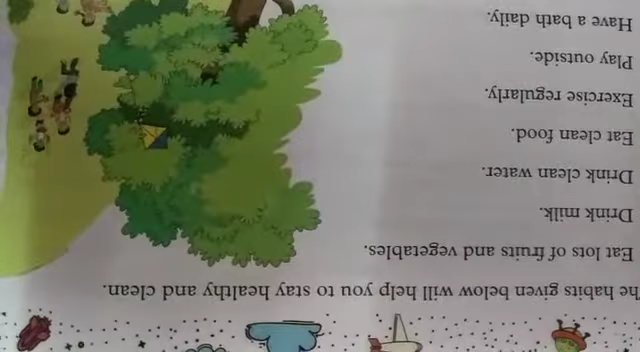 he habits given below will help you to stay healthy and clean.
Eat lots of fruits and vegetables.
Drink milk.
Drink clean water.
Eat clean food.
Exercise regularly.
Play outside.
Have a bath daily.